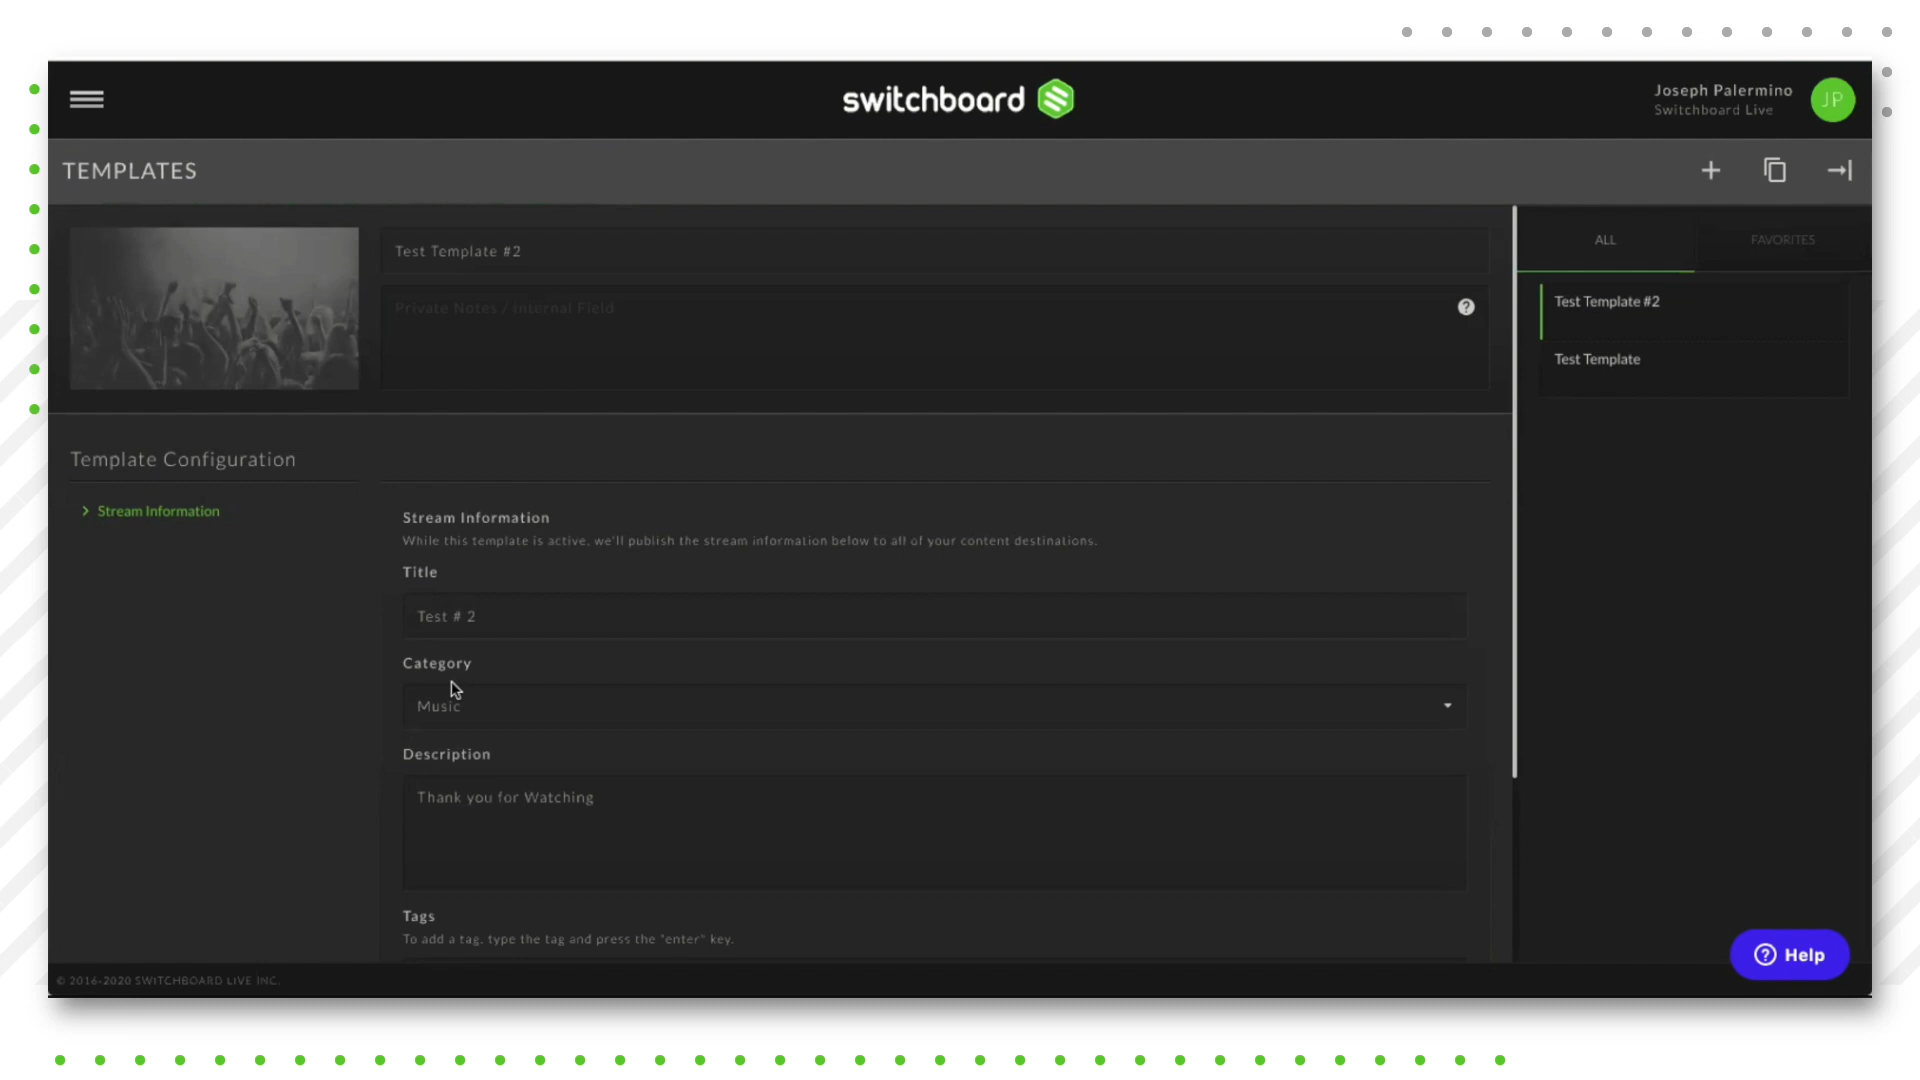 switchboard
Joseph Palermino
Switchboard Live
JP
TEMPLATES
Test Template #2
Private Notes / Internal Field
ALL
FAVORITES
Test Template #2
Test Template
Template Configuration
Stream Information
Stream Information
While this template is active, we'll publish the stream information below to all of your content destinations.
Title
Test # 2
Category
Music
Description
Thank you for Watching
Tags
To add a tag, type the tag and press the "enter" key.
Help
© 2016-2020 SWITCHBOARD LIVE INC.